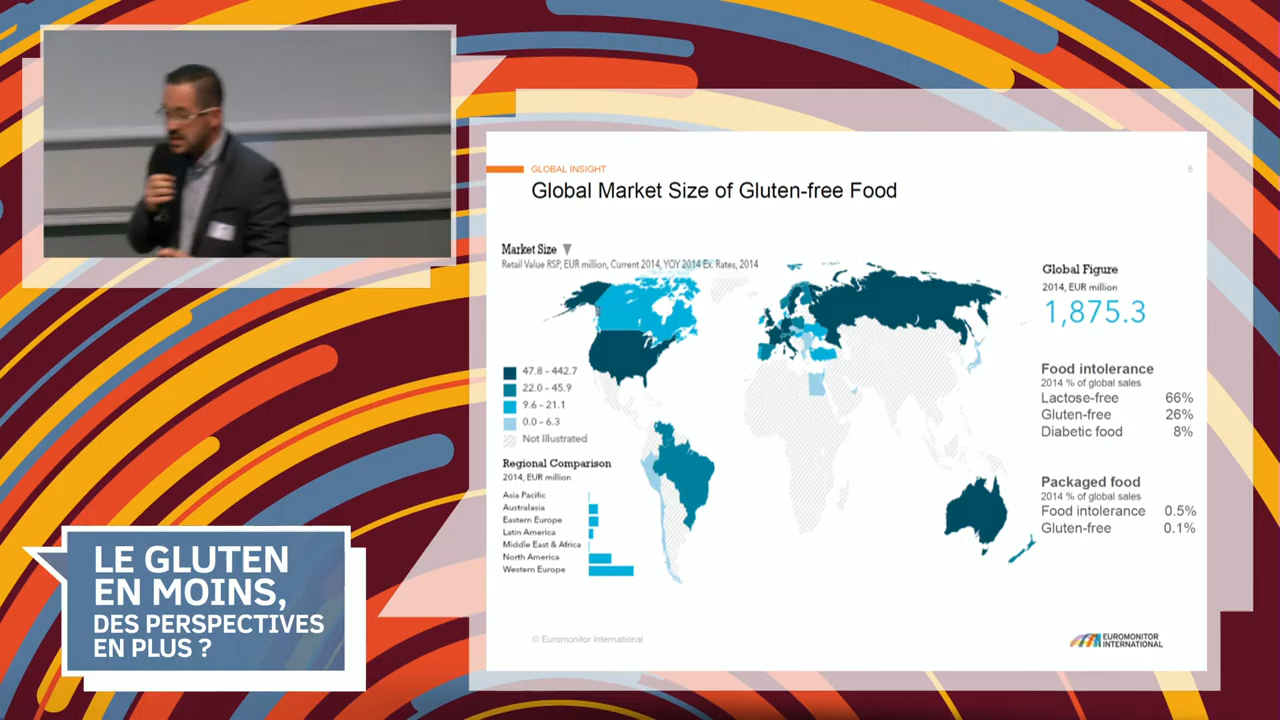 GLOBAL INSIGHT
6
Global Market Size of Gluten-free Food
Market Size
Retail Value RSP, EUR million, Current 2014, YOY 2014 Ex. Rates, 2014
47.8 – 442.7
22.0 – 45.9
9.6 – 21.1
0.0 – 6.3
Not Illustrated
Regional Comparison
2014, EUR million
Asia Pacific
Australasia
Eastern Europe
Latin America
Middle East & Africa
North America
Western Europe
Global Figure
2014, EUR million
1,875.3
Food intolerance
2014 % of global sales
Lactose-free 66%
Gluten-free 26%
Diabetic food 8%
Packaged food
2014 % of global sales
Food intolerance 0.5%
Gluten-free 0.1%
© Euromonitor International
EUROMONITOR
INTERNATIONAL
LE GLUTEN
EN MOINS,
DES PERSPECTIVES
EN PLUS ?